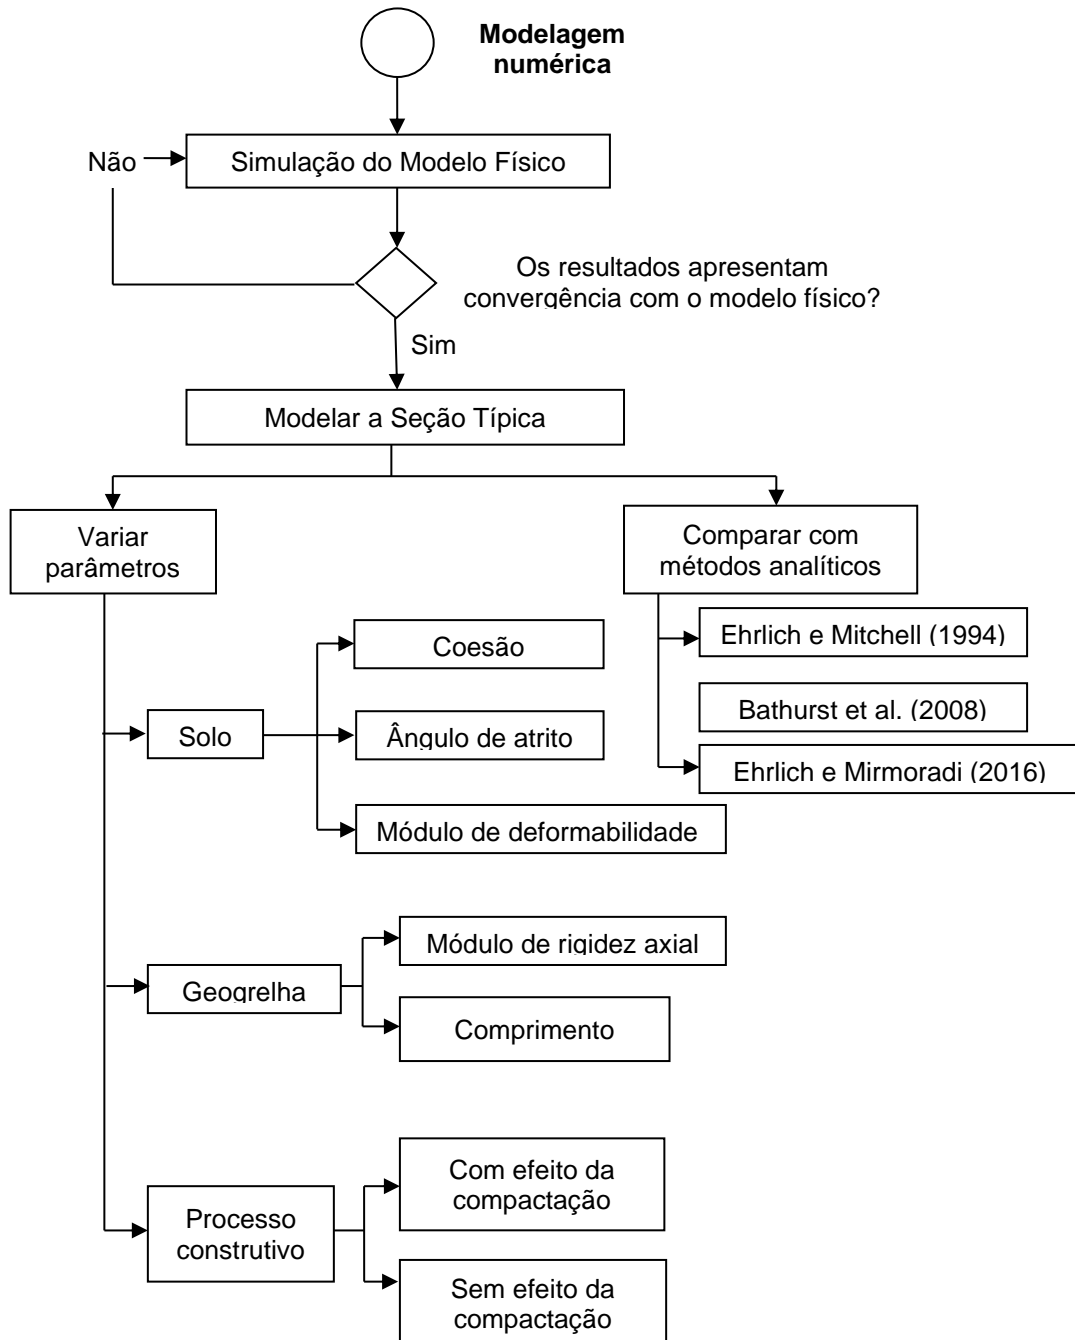 Modelagem
numérica
Não
Simulação do Modelo Físico
Os resultados apresentam
convergência com o modelo físico?
Sim
Modelar a Seção Típica
Variar
parâmetros
Comparar com
métodos analíticos
Ehrlich e Mitchell (1994)
Bathurst et al. (2008)
Ehrlich e Mirmoradi (2016)
Solo
Coesão
Ângulo de atrito
Módulo de deformabilidade
Geogrelha
Módulo de rigidez axial
Comprimento
Processo
construtivo
Com efeito da
compactação
Sem efeito da
compactação